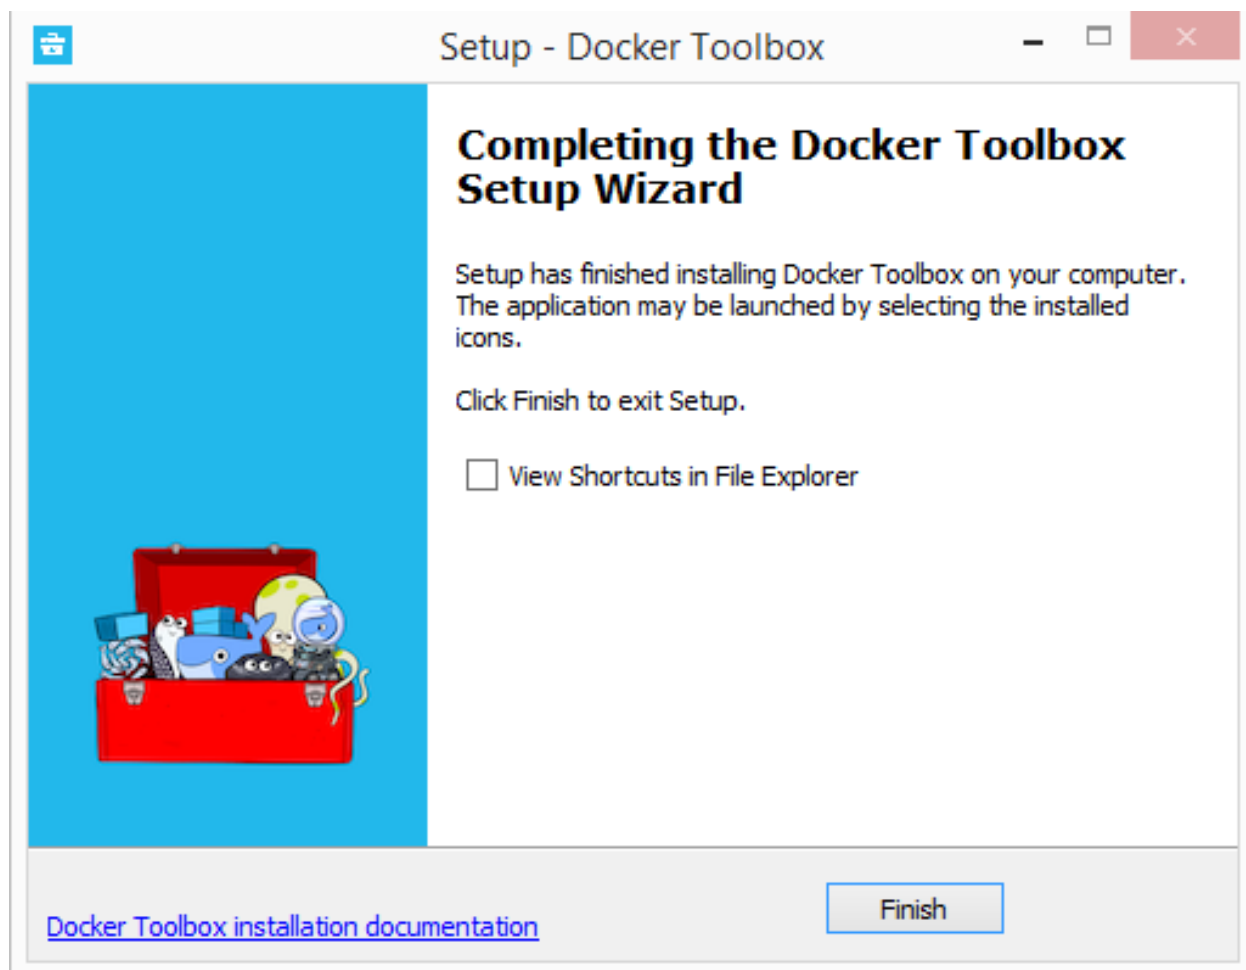 Setup - Docker Toolbox
Completing the Docker Toolbox
Setup Wizard
Setup has finished installing Docker Toolbox on your computer.
The application may be launched by selecting the installed
icons.
Click Finish to exit Setup.
View Shortcuts in File Explorer
Docker Toolbox installation documentation
Finish